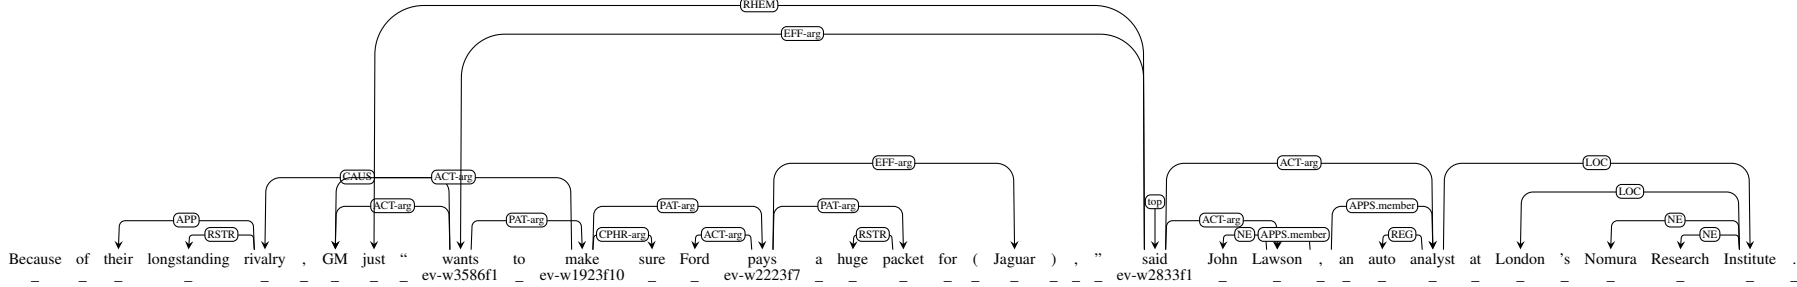 RHEM
EFF-arg
EFF-arg ACT-arg LOC
CAUS ACT-arg
LOC
top
ACT-arg PAT-arg PAT-arg APPS.member
APP PAT-arg ACT-arg NE
RSTR CPHR-arg ACT-arg RSTR NE APPS.member REG NE
Because of their longstanding rivalry , GM just “ wants to make sure Ford pays a huge packet for ( Jaguar ) , ” said John Lawson , an auto analyst at London 's Nomura Research Institute .
_ _ _ _ _ _ _ _ _ ev-w3586f1 _ ev-w1923f10 _ _ ev-w2223f7 _ _ _ _ _ _ _ _ _ ev-w2833f1 _ _ _ _ _ _ _ _ _ _ _ _ _